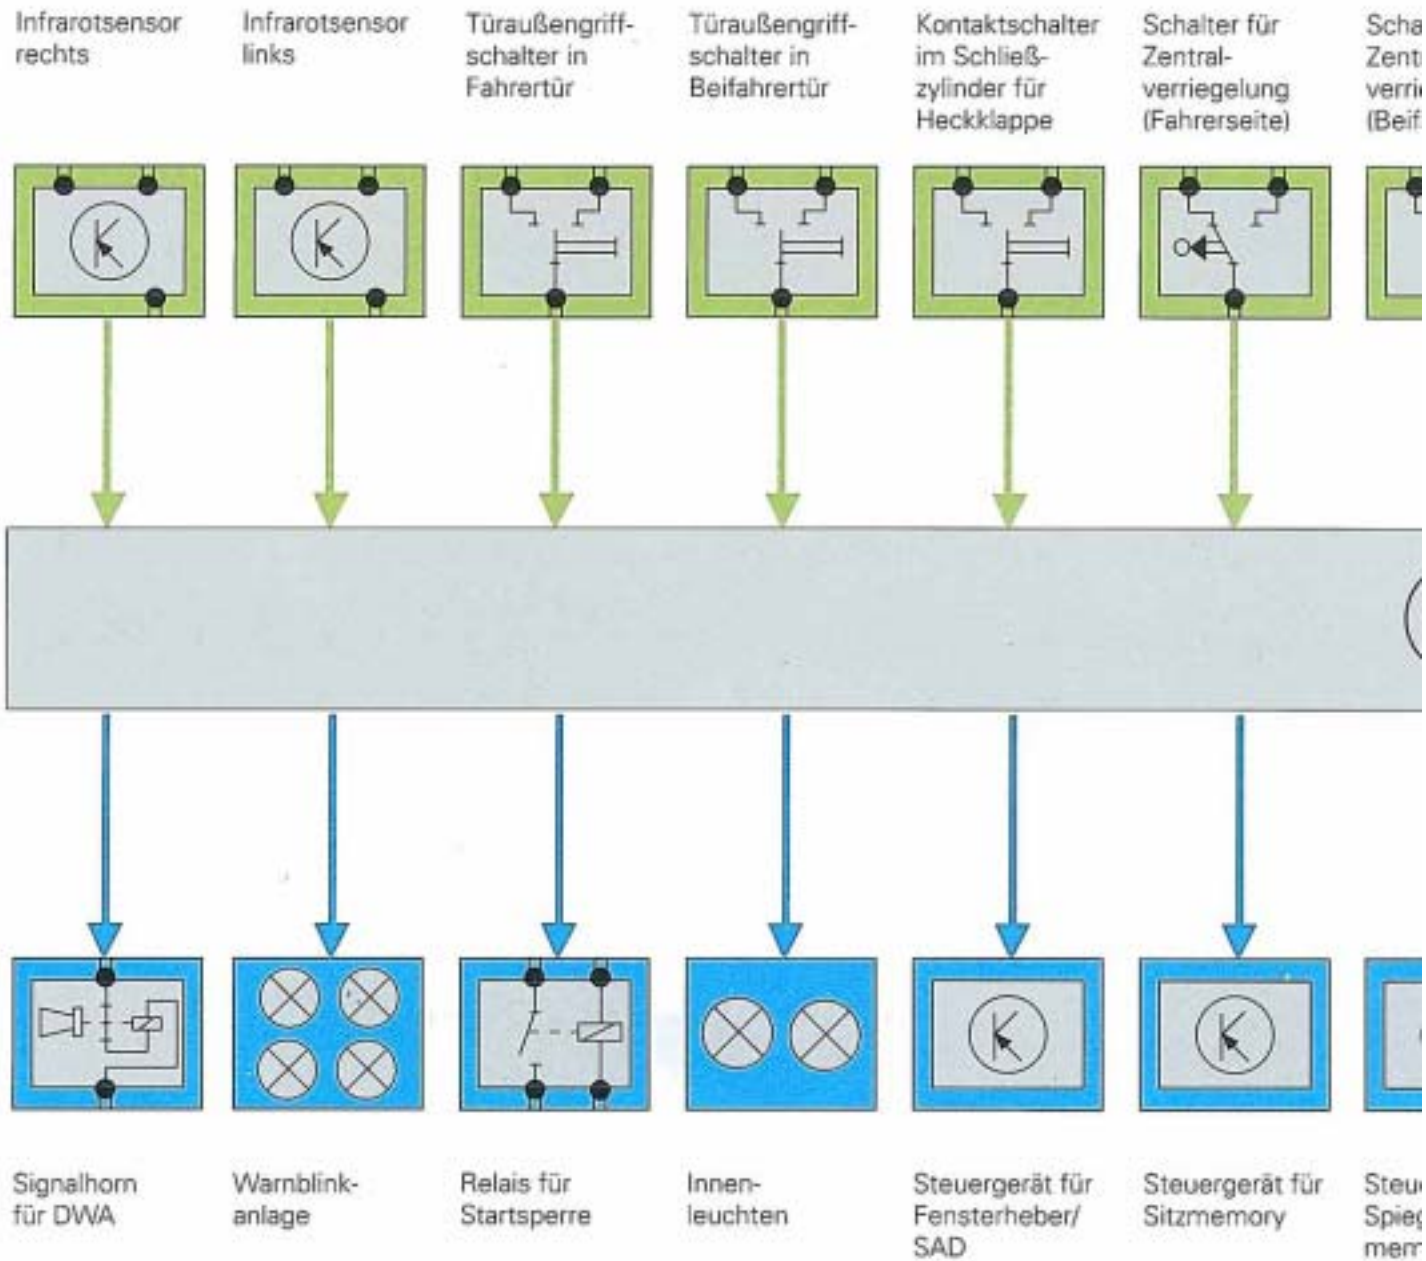 Infrarotsensor
rechts
Infrarotsensor
links
Türaußengriff-
schalter in
Fahrertür
Türaußengriff-
schalter in
Beifahrertür
Kontaktschalter
im Schließ-
zylinder für
Heckklappe
Schalter für
Zentral-
verriegelung
(Fahrerseite)
Signalhorn
für DWA
Warnblink-
anlage
Relais für
Startsperre
Innen-
leuchten
Steuergerät für
Fensterheber/
SAD
Steuergerät für
Sitzmemory